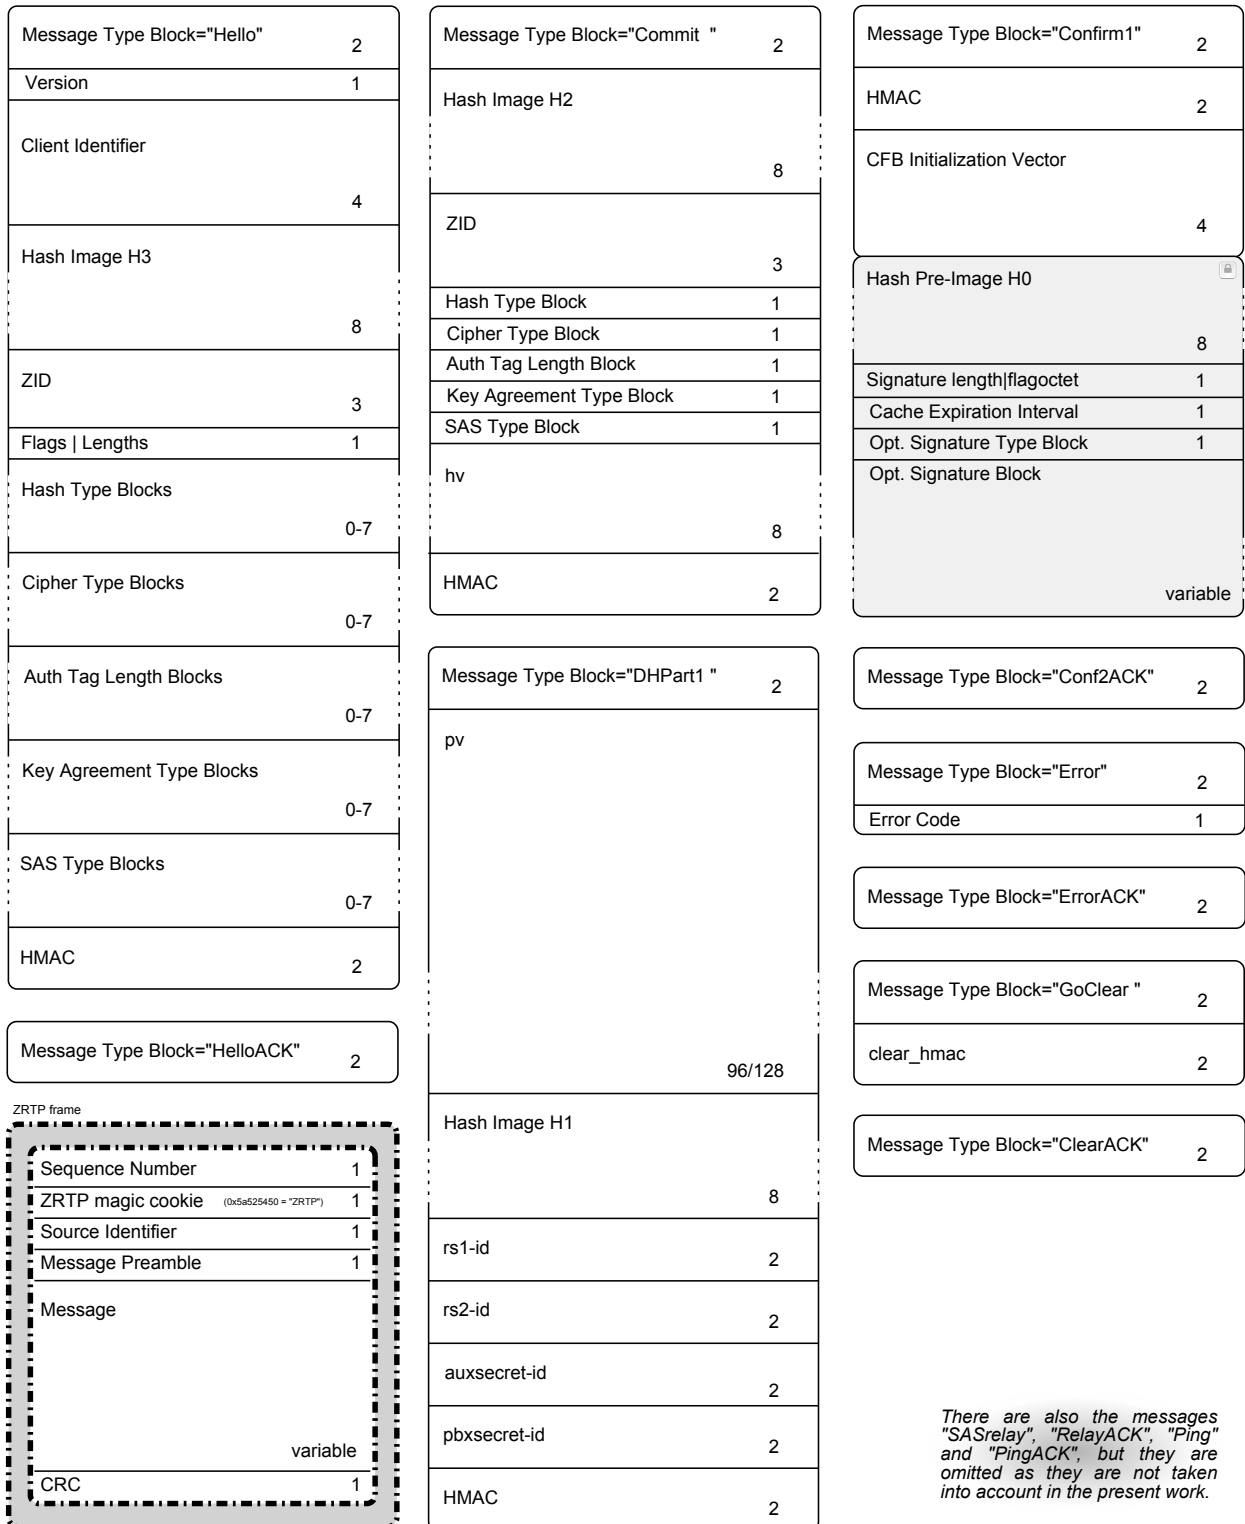 Message Type Block="Hello"
2
Version
1
Client Identifier
4
Hash Image H3
8
ZID
3
Flags | Lengths
1
Hash Type Blocks
0-7
Cipher Type Blocks
0-7
Auth Tag Length Blocks
0-7
Key Agreement Type Blocks
0-7
SAS Type Blocks
0-7
HMAC
2
Message Type Block="HelloACK"
2
ZRTP frame
Sequence Number
1
ZRTP magic cookie (0x5a525450 = "ZRTP")
1
Source Identifier
1
Message Preamble
1
Message
variable
CRC
1
Message Type Block="Commit "
2
Hash Image H2
8
ZID
3
Hash Type Block
1
Cipher Type Block
1
Auth Tag Length Block
1
Key Agreement Type Block
1
SAS Type Block
1
hv
8
HMAC
2
Message Type Block="DHPart1 "
2
pv
96/128
Hash Image H1
8
rs1-id
2
rs2-id
2
auxsecret-id
2
pbxsecret-id
2
HMAC
2
Message Type Block="Confirm1"
2
HMAC
2
CFB Initialization Vector
4
Hash Pre-Image H0
8
Signature length|flagoctet
1
Cache Expiration Interval
1
Opt. Signature Type Block
1
Opt. Signature Block
variable
Message Type Block="Conf2ACK"
2
Message Type Block="Error"
2
Error Code
1
Message Type Block="ErrorACK"
2
Message Type Block="GoClear "
2
clear_hmac
2
Message Type Block="ClearACK"
2
There are also the messages
"SASrelay", "RelayACK", "Ping"
and "PingACK", but they are
omitted as they are not taken
into account in the present work.